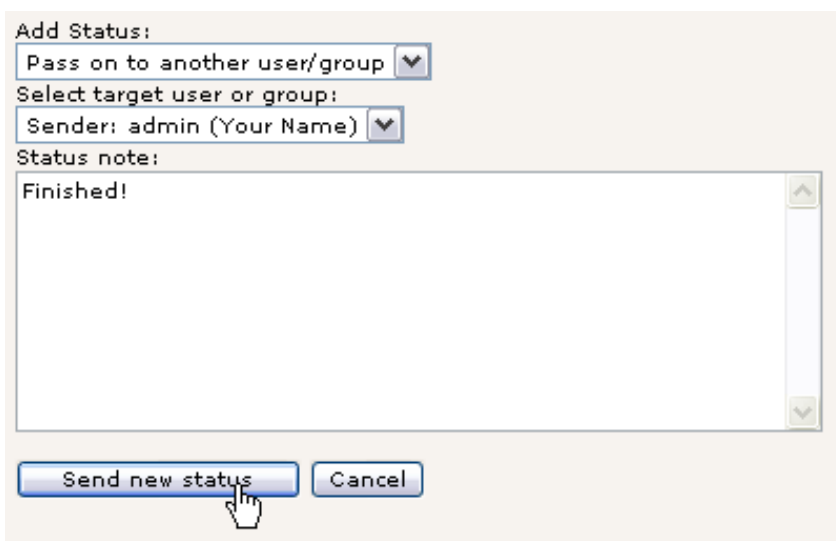 Add Status:
Pass on to another user/group
Select target user or group:
Sender: admin (Your Name)
Status note:
Finished!
Send new status Cancel